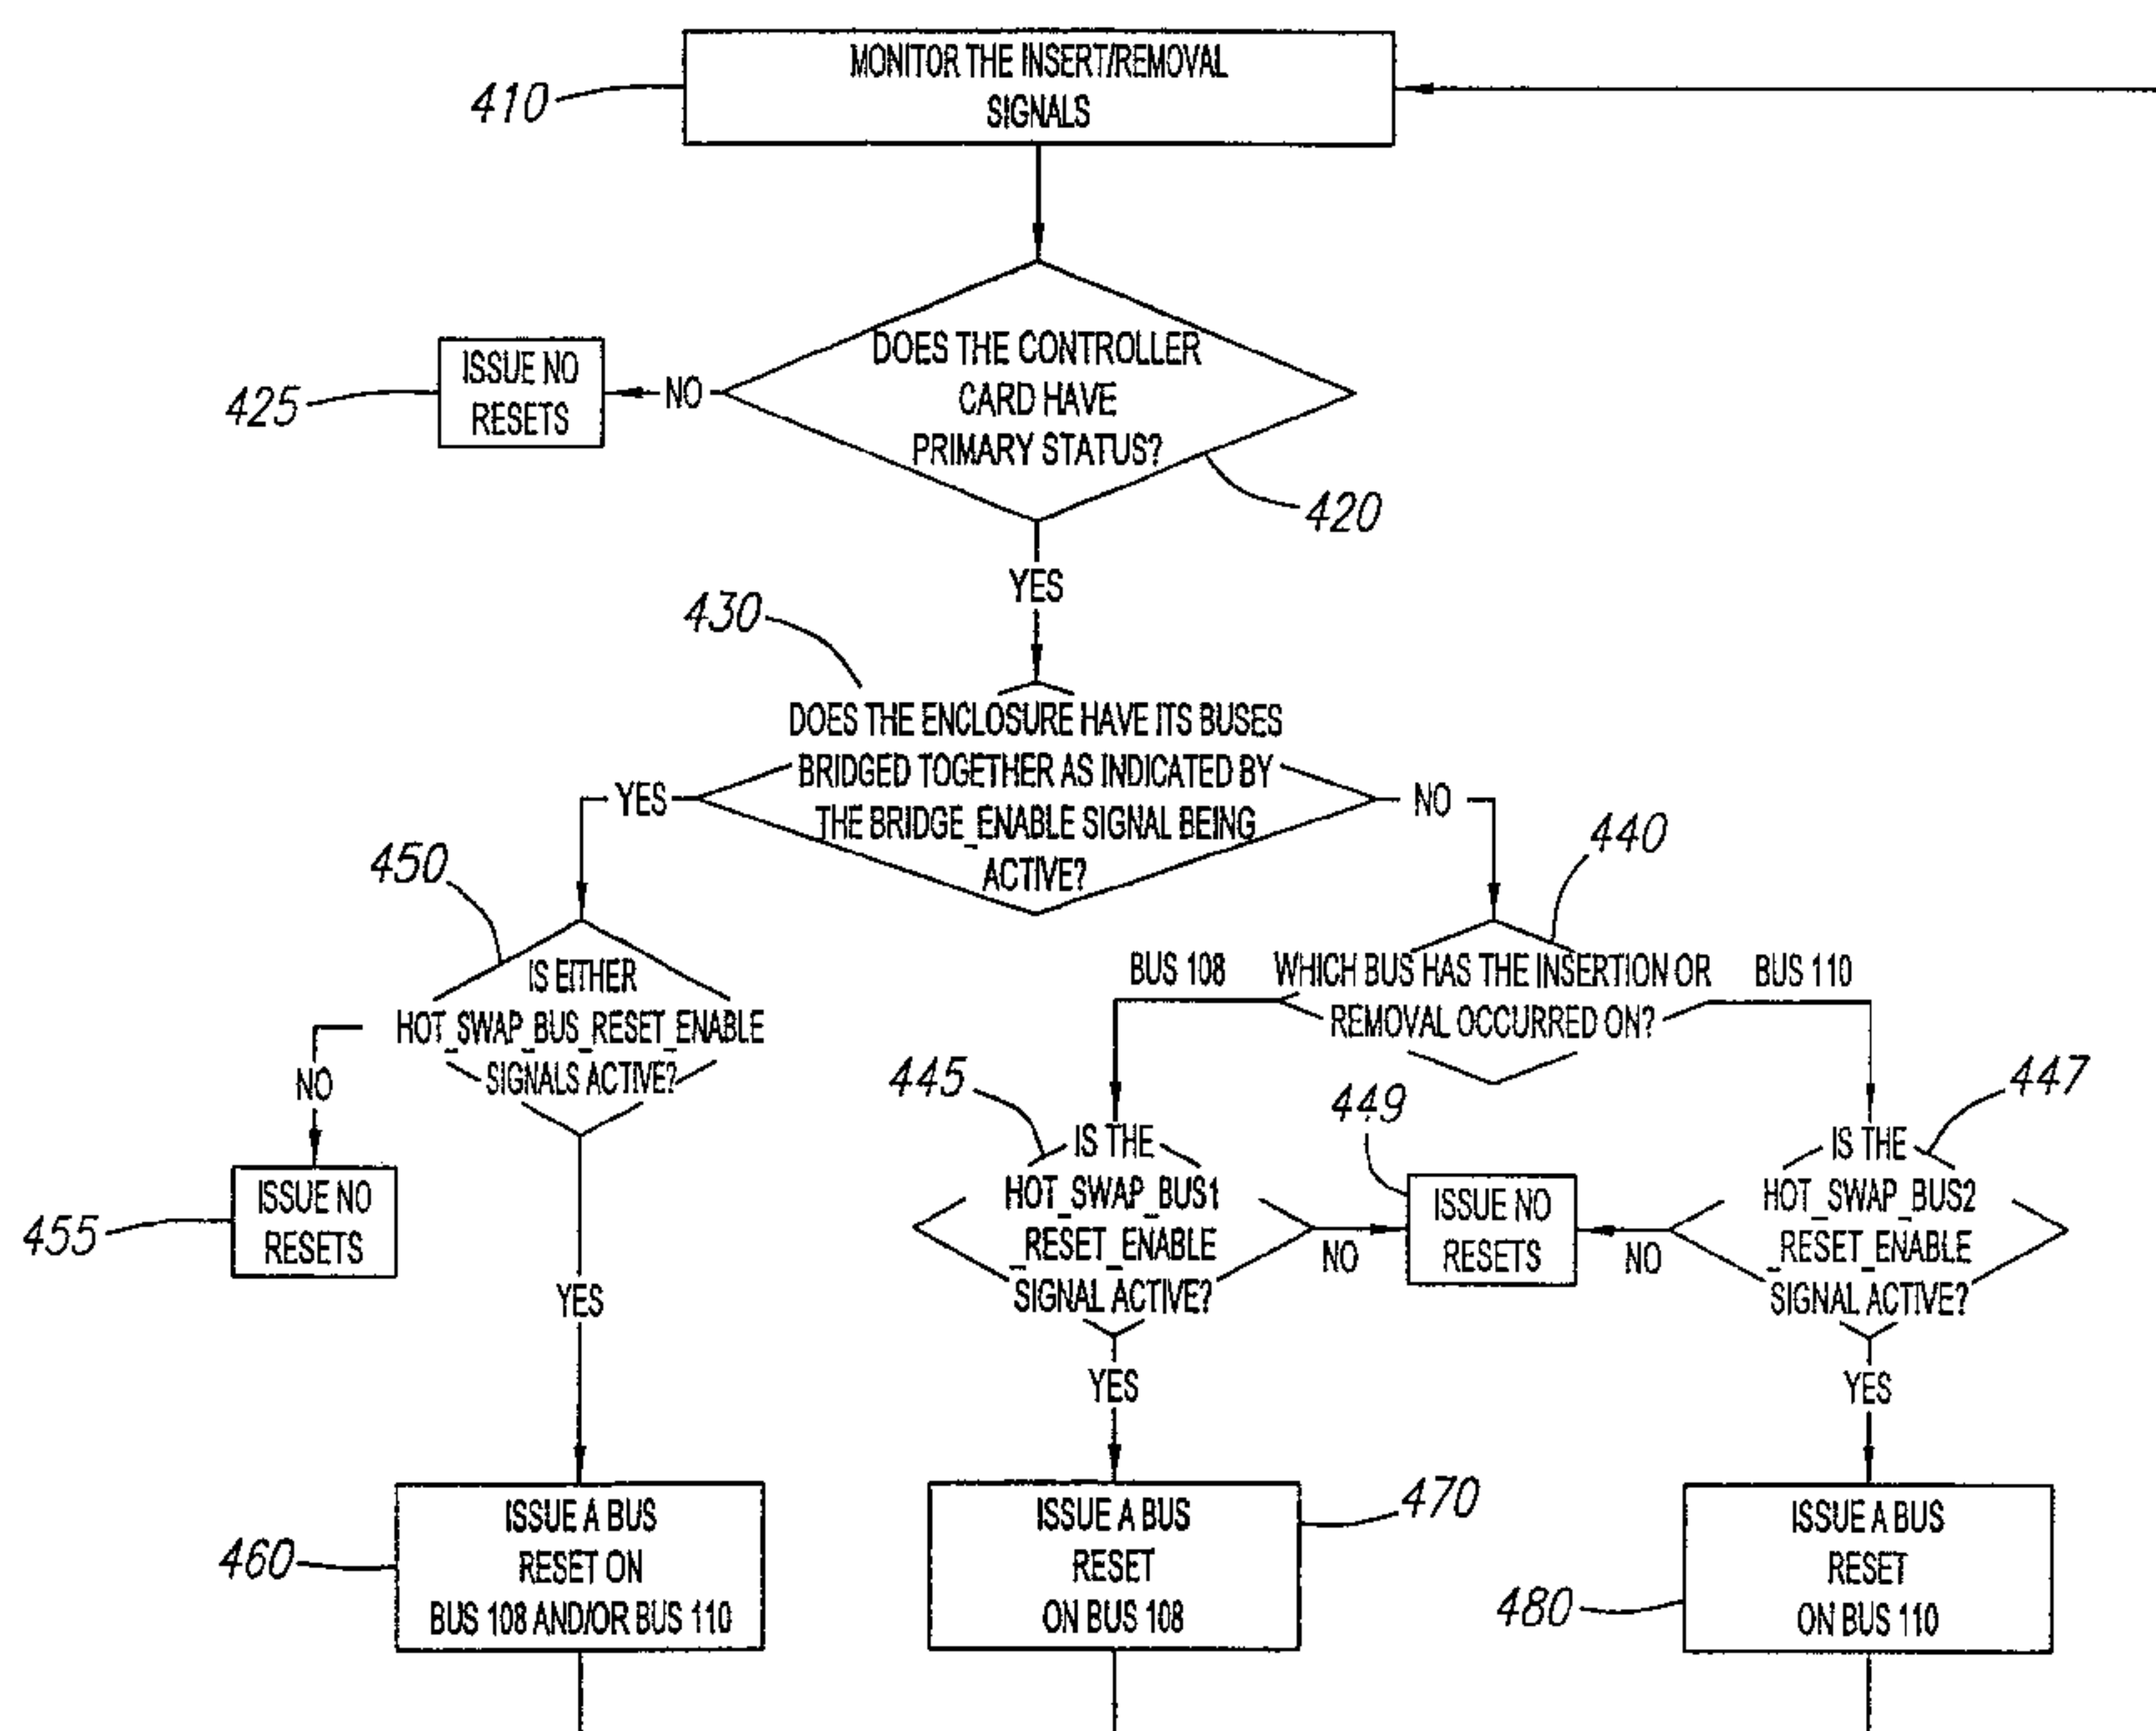 MONITOR THE INSERT/REMOVAL
SIGNALS
410
DOES THE CONTROLLER
CARD HAVE
PRIMARY STATUS?
420
NO
ISSUE NO
RESETS
425
YES
430
DOES THE ENCLOSURE HAVE ITS BUSES
BRIDGED TOGETHER AS INDICATED BY
THE BRIDGE_ENABLE SIGNAL BEING
ACTIVE?
YES
NO
450
IS EITHER
HOT_SWAP_BUS_RESET_ENABLE
SIGNALS ACTIVE?
NO
455
ISSUE NO
RESETS
YES
440
BUS 108
WHICH BUS HAS THE INSERTION OR
REMOVAL OCCURRED ON?
BUS 110
445
IS THE
HOT_SWAP_BUS1
_RESET_ENABLE
SIGNAL ACTIVE?
NO
449
ISSUE NO
RESETS
447
IS THE
HOT_SWAP_BUS2
_RESET_ENABLE
SIGNAL ACTIVE?
NO
YES
YES
460
ISSUE A BUS
RESET ON
BUS 108 AND/OR BUS 110
470
ISSUE A BUS
RESET
ON BUS 108
480
ISSUE A BUS
RESET
ON BUS 110